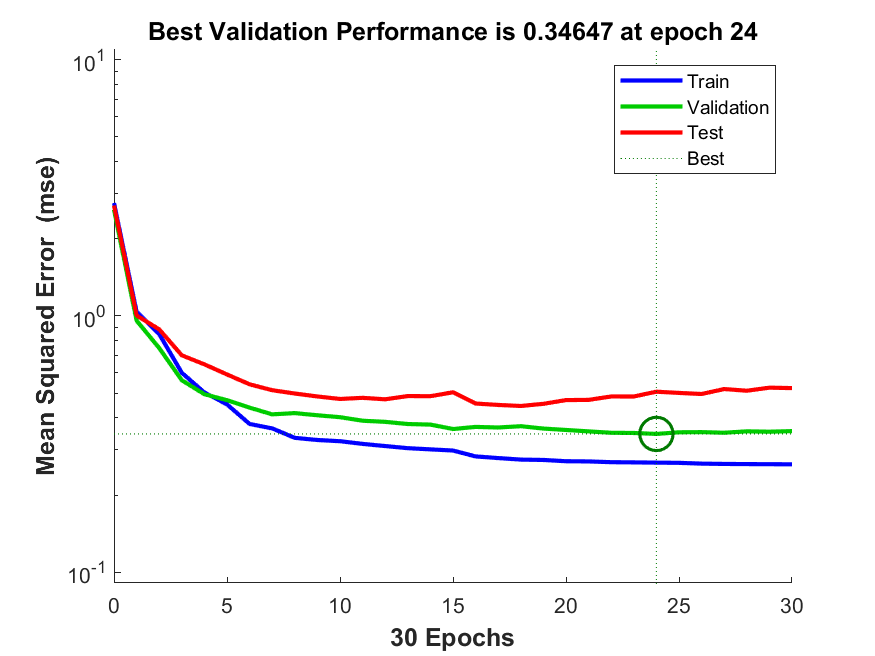 Best Validation Performance is 0.34647 at epoch 24
Train
Validation
Test
Best
Mean Squared Error  (mse)
10^1
10^0
10^-1
0 5 10 15 20 25 30
30 Epochs